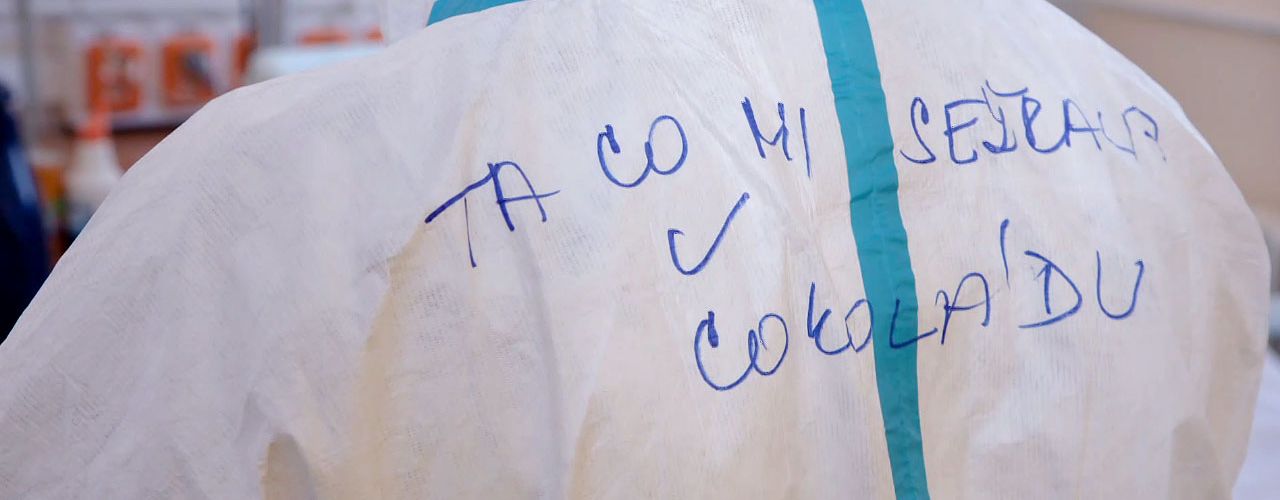 TA CO MI SEŽRALA
ČOKOLÁDU